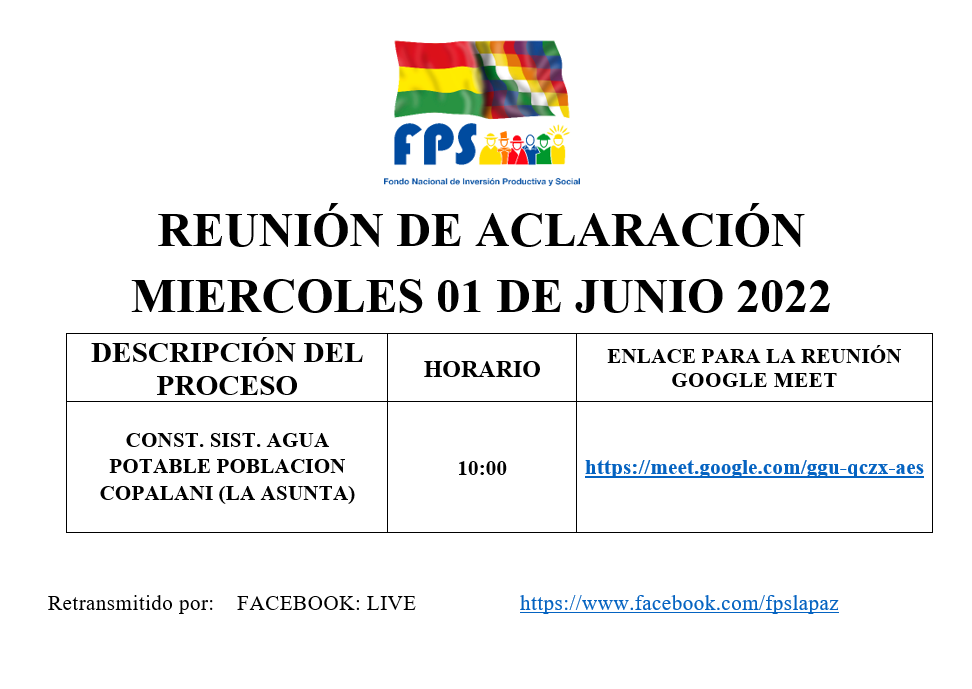 FPS
Fondo Nacional de Inversión Productiva y Social
REUNIÓN DE ACLARACIÓN
MIERCOLES 01 DE JUNIO 2022
DESCRIPCIÓN DEL
PROCESO
HORARIO
ENLACE PARA LA REUNIÓN
GOOGLE MEET
CONST. SIST. AGUA
POTABLE POBLACION
COPALANI (LA ASUNTA)
10:00
https://meet.google.com/ggu-qczx-aes
Retransmitido por: FACEBOOK: LIVE https://www.facebook.com/fpslapaz